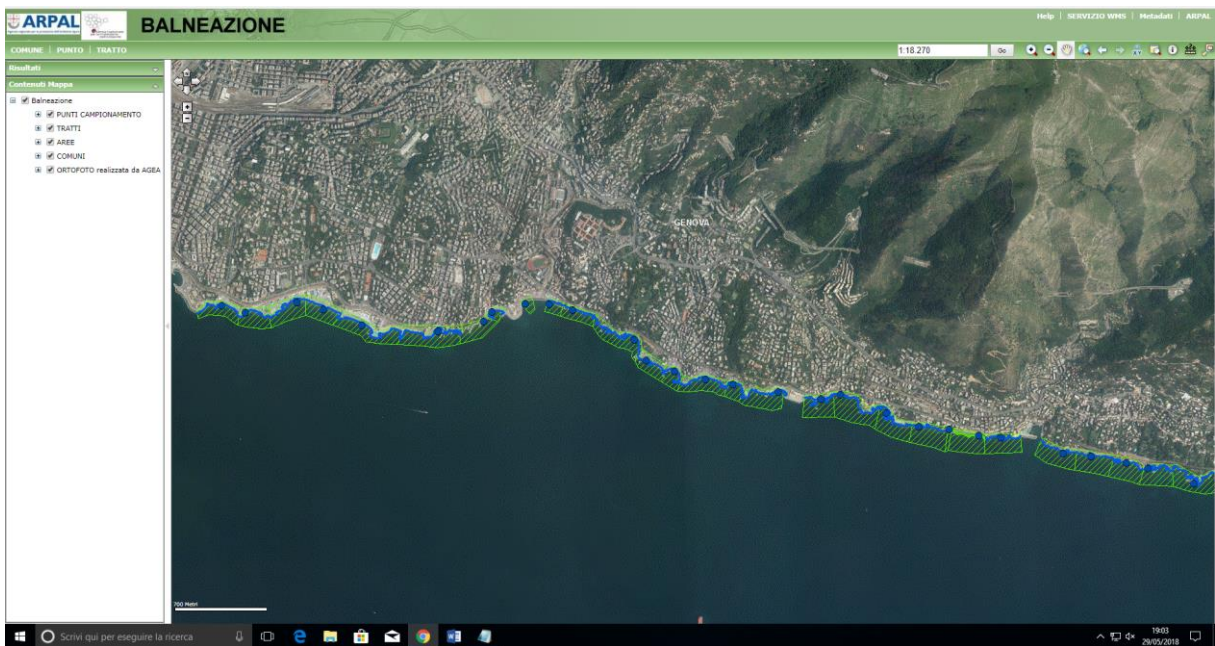 ARPAL
BALNEAZIONE
Help | SERVIZIO WMS | Metadati | ARPAL
COMUNE | PUNTO | TRATTO
1:18.270
Go
Risultati
Contenuti Mappa
Balneazione
PUNTI CAMPIONAMENTO
TRATTI
AREE
COMUNI
ORTOFOTO realizzata da AGEA
GENOVA
700 Metri
Scrivi qui per eseguire la ricerca
19:03
29/05/2018